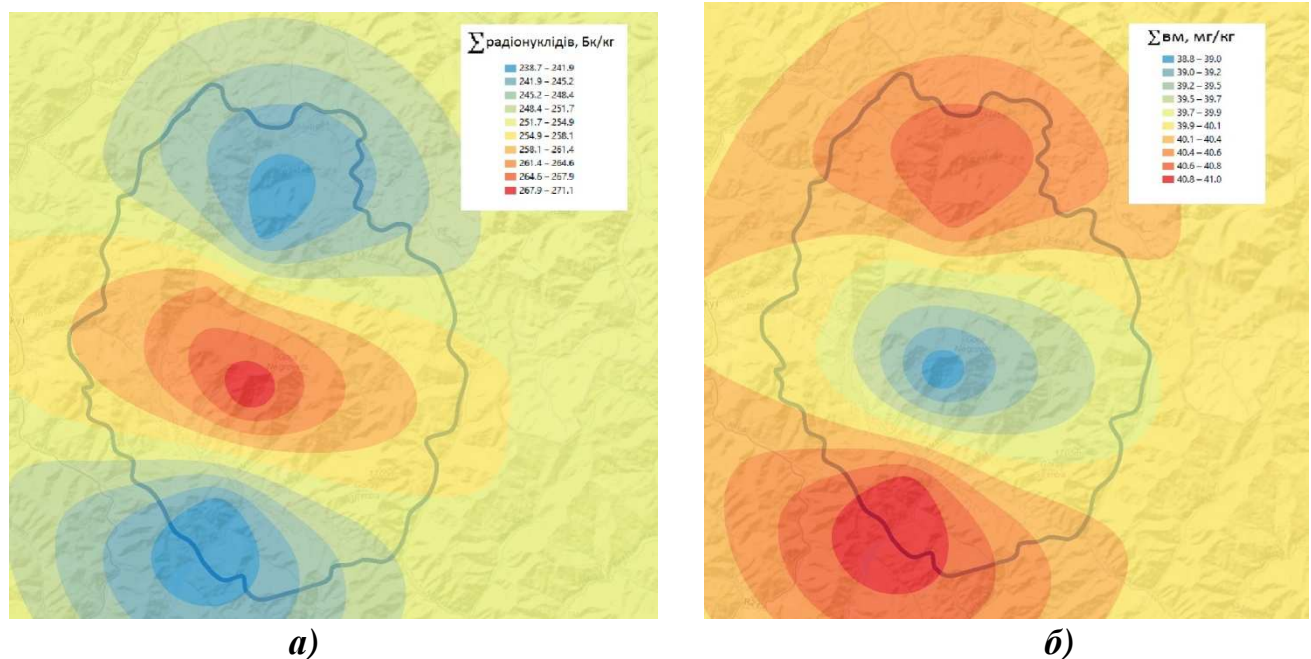 ∑радіонуклідів, Бк/кг
238.7 – 241.9
241.9 – 245.2
245.2 – 248.4
248.4 – 251.7
251.7 – 254.9
254.9 – 258.1
258.1 – 261.4
261.4 – 264.6
264.6 – 267.9
267.9 – 271.1
∑вм, мг/кг
38.8 – 39.0
39.0 – 39.2
39.2 – 39.5
39.5 – 39.7
39.7 – 39.9
39.9 – 40.1
40.1 – 40.4
40.4 – 40.6
40.6 – 40.8
40.8 – 41.0
а)
б)